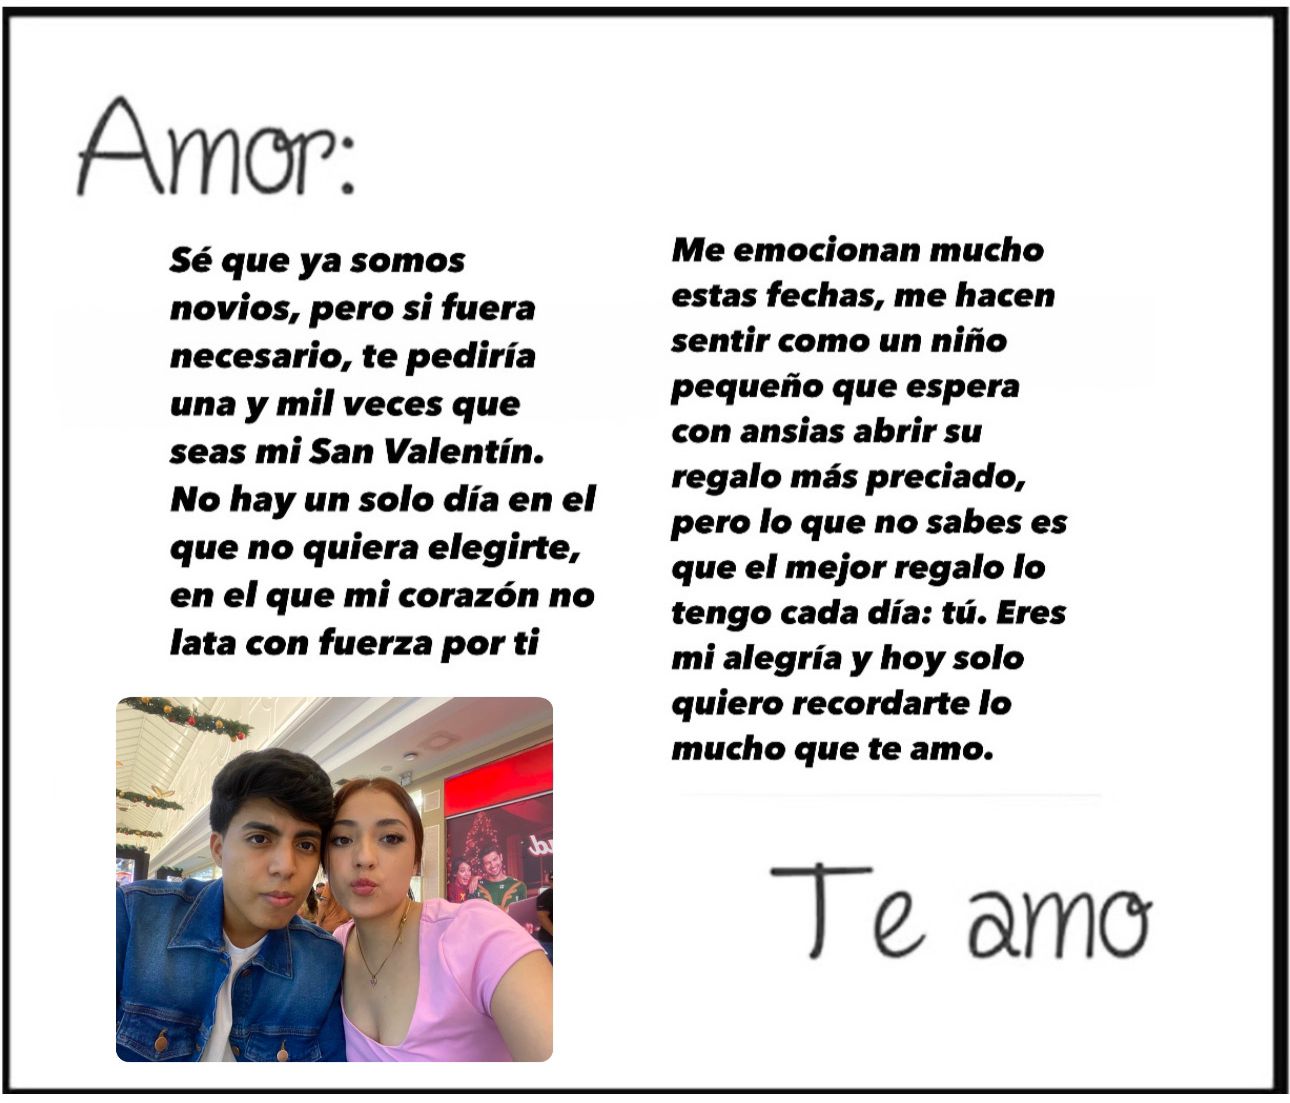 Amor:
Sé que ya somos
novios, pero si fuera
necesario, te pediría
una y mil veces que
seas mi San Valentín.
No hay un solo día en el
que no quiera elegirte,
en el que mi corazón no
lata con fuerza por ti
Me emocionan mucho
estas fechas, me hacen
sentir como un niño
pequeño que espera
con ansias abrir su
regalo más preciado,
pero lo que no sabes es
que el mejor regalo lo
tengo cada día: tú. Eres
mi alegría y hoy solo
quiero recordarte lo
mucho que te amo.
Te amo